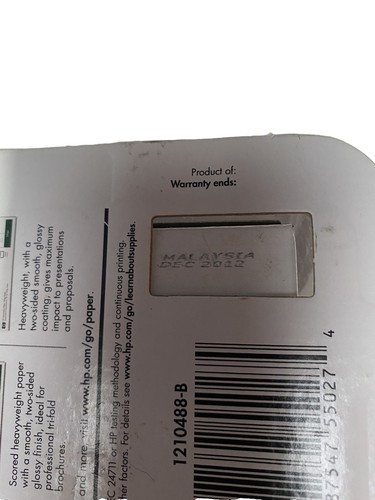 Product of:
Warranty ends:
MALAYSIA
DEC 2012
Heavyweight, with a
two-sided smooth, glossy
coating, gives maximum
impact to presentations
and proposals.
Scored heavyweight paper
with a smooth, two-sided
glossy finish, ideal for
professional tri-fold
brochures.
and more, visit www.hp.com/go/paper.
C 24711 or HP testing methodology and continuous printing.
her factors. For details see www.hp.com/go/learnaboutsupplies.
1210488-B
87547 55027 4